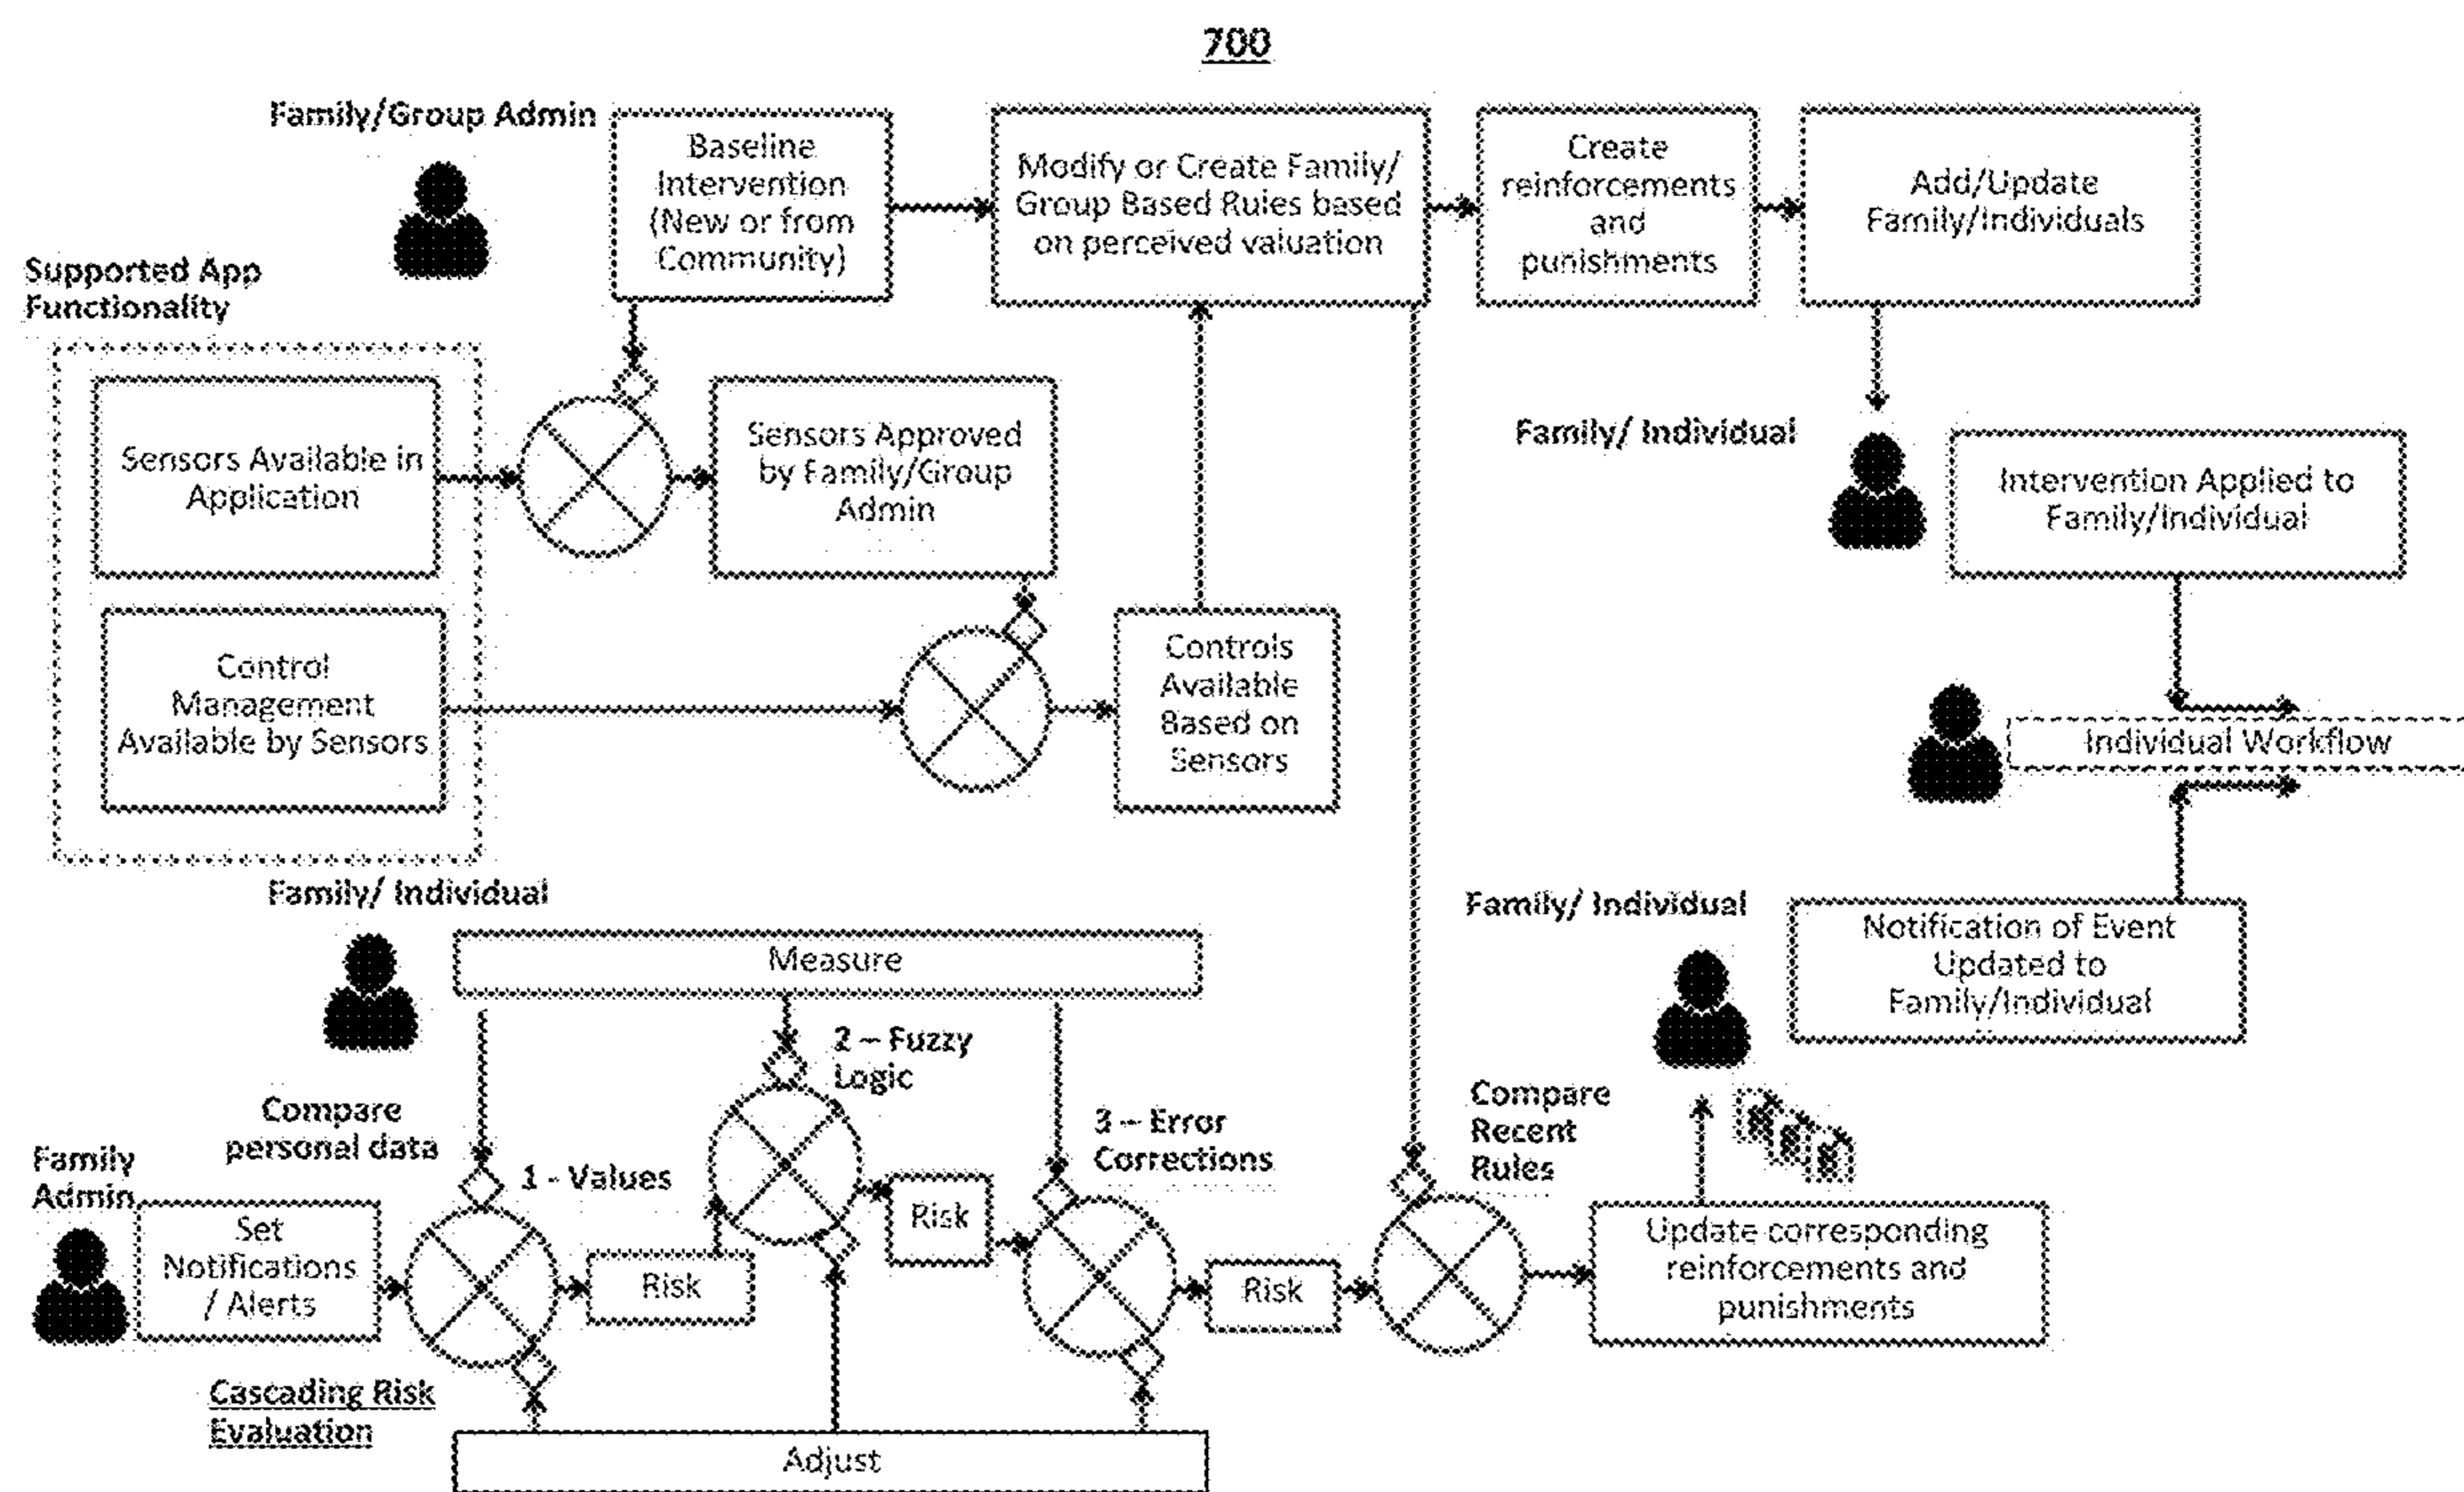 700
Family/Group Admin
Baseline
Intervention
(New or from
Community)
Modify or Create Family/
Group Based Rules based
on perceived valuation
Create
reinforcements
and
punishments
Add/Update
Family/Individuals
Supported App
Functionality
Sensors Available in
Application
Sensors Approved
by Family/Group
Admin
Family/ Individual
Intervention Applied to
Family/Individual
Control
Management
Available by Sensors
Controls
Available
Based on
Sensors
Individual Workflow
Family/ Individual
Measure
Family/ Individual
Notification of Event
Updated to
Family/Individual
2 – Fuzzy
Logic
Compare
personal data
1 - Values
3 – Error
Corrections
Compare
Recent
Rules
Family
Admin
Set
Notifications
/ Alerts
Risk
Risk
Risk
Update corresponding
reinforcements and
punishments
Cascading Risk
Evaluation
Adjust